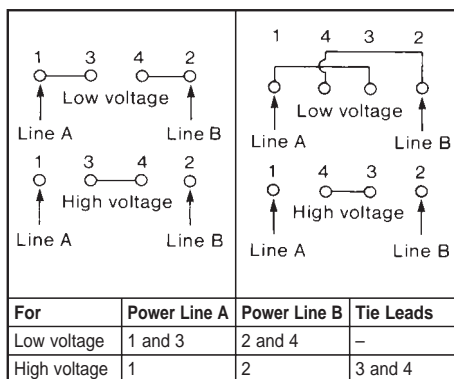 1 3 4 2
Low voltage
Line A Line B
1 3 4 2
High voltage
Line A Line B
1 4 3 2
Low voltage
Line A Line B
1 4 3 2
High voltage
Line A Line B
For Power Line A Power Line B Tie Leads
Low voltage 1 and 3 2 and 4 –
High voltage 1 2 3 and 4